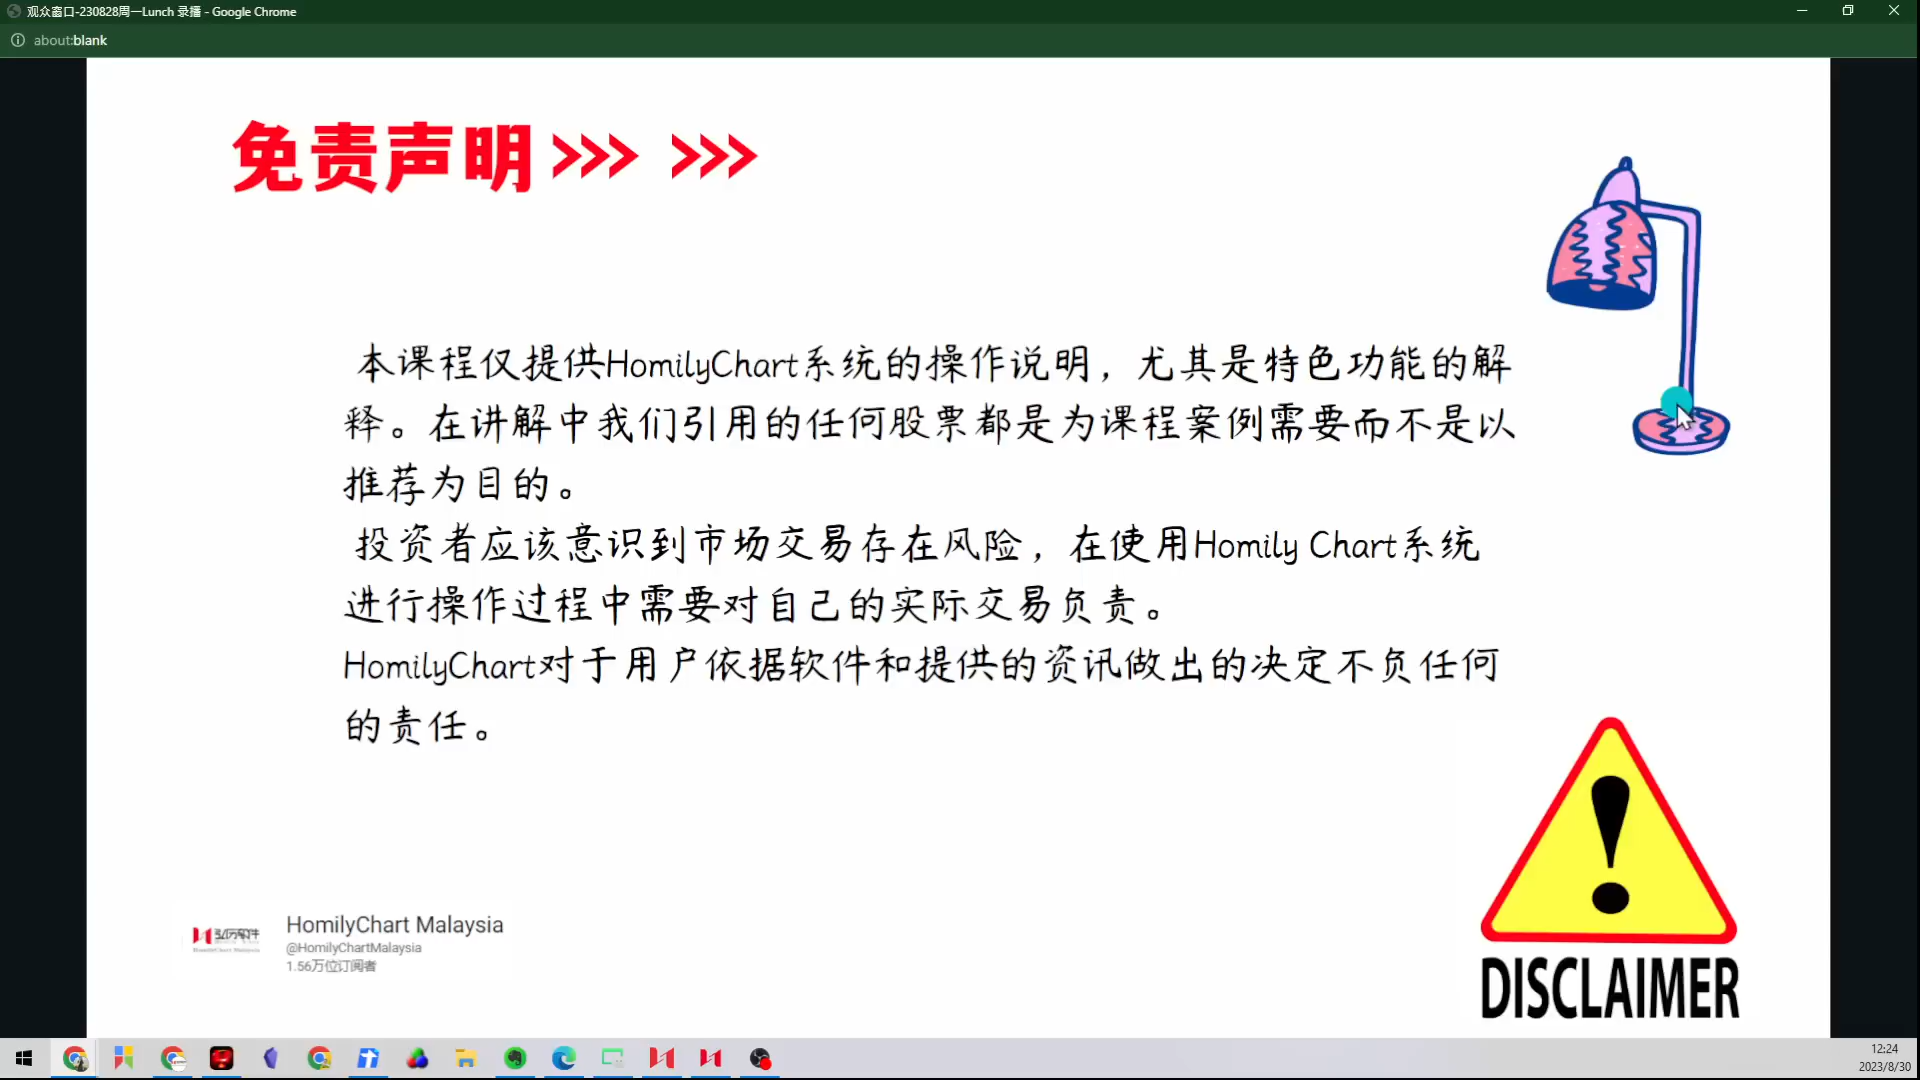 观众窗口-230828周一Lunch 录播 - Google Chrome
about:blank
免责声明>>> >>>
本课程仅提供HomilyChart系统的操作说明，尤其是特色功能的解
释。在讲解中我们引用的任何股票都是为课程案例需要而不是以
推荐为目的。
投资者应该意识到市场交易存在风险，在使用Homily Chart系统
进行操作过程中需要对自己的实际交易负责。
HomilyChart对于用户依据软件和提供的资讯做出的决定不负任何
的责任。
弘历软件
HomilyChart Malaysia
@HomilyChartMalaysia
1.56万位订阅者
DISCLAIMER
12:24
2023/8/30